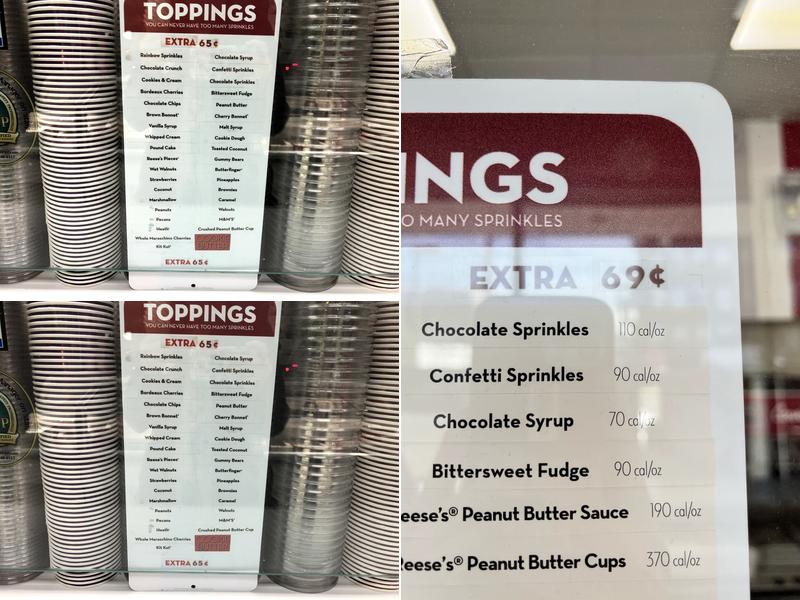 TOPPINGS
YOU CAN NEVER HAVE TOO MANY SPRINKLES
EXTRA 65¢
Rainbow Sprinkles Chocolate Syrup
Chocolate Crunch Confetti Sprinkles
Cookies & Cream Chocolate Sprinkles
Bordeaux Cherries Bittersweet Fudge
Chocolate Chips Peanut Butter
Brown Bonnet® Cherry Bonnet®
Vanilla Syrup Malt Syrup
Whipped Cream Cookie Dough
Pound Cake Toasted Coconut
Reese's Pieces® Gummy Bears
Wet Walnuts Butterfinger®
Strawberries Pineapples
Coconut Brownies
Marshmallow Caramel
Peanuts Walnuts
Pecans M&M'S®
Heath® Crushed Peanut Butter Cup
Whole Maraschino Cherries COOKIE
Kit Kat® BUTTER
EXTRA 65¢
TOPPINGS
YOU CAN NEVER HAVE TOO MANY SPRINKLES
EXTRA 65¢
Rainbow Sprinkles Chocolate Syrup
Chocolate Crunch Confetti Sprinkles
Cookies & Cream Chocolate Sprinkles
Bordeaux Cherries Bittersweet Fudge
Chocolate Chips Peanut Butter
Brown Bonnet® Cherry Bonnet®
Vanilla Syrup Malt Syrup
Whipped Cream Cookie Dough
Pound Cake Toasted Coconut
Reese's Pieces® Gummy Bears
Wet Walnuts Butterfinger®
Strawberries Pineapples
Coconut Brownies
Marshmallow Caramel
Peanuts Walnuts
Pecans M&M'S®
Heath® Crushed Peanut Butter Cup
Whole Maraschino Cherries COOKIE
Kit Kat® BUTTER
EXTRA 65¢
INGS
O MANY SPRINKLES
EXTRA 69¢
Chocolate Sprinkles 110 cal/oz
Confetti Sprinkles 90 cal/oz
Chocolate Syrup 70 cal/oz
Bittersweet Fudge 90 cal/oz
eese's® Peanut Butter Sauce 190 cal/oz
Reese's® Peanut Butter Cups 370 cal/oz